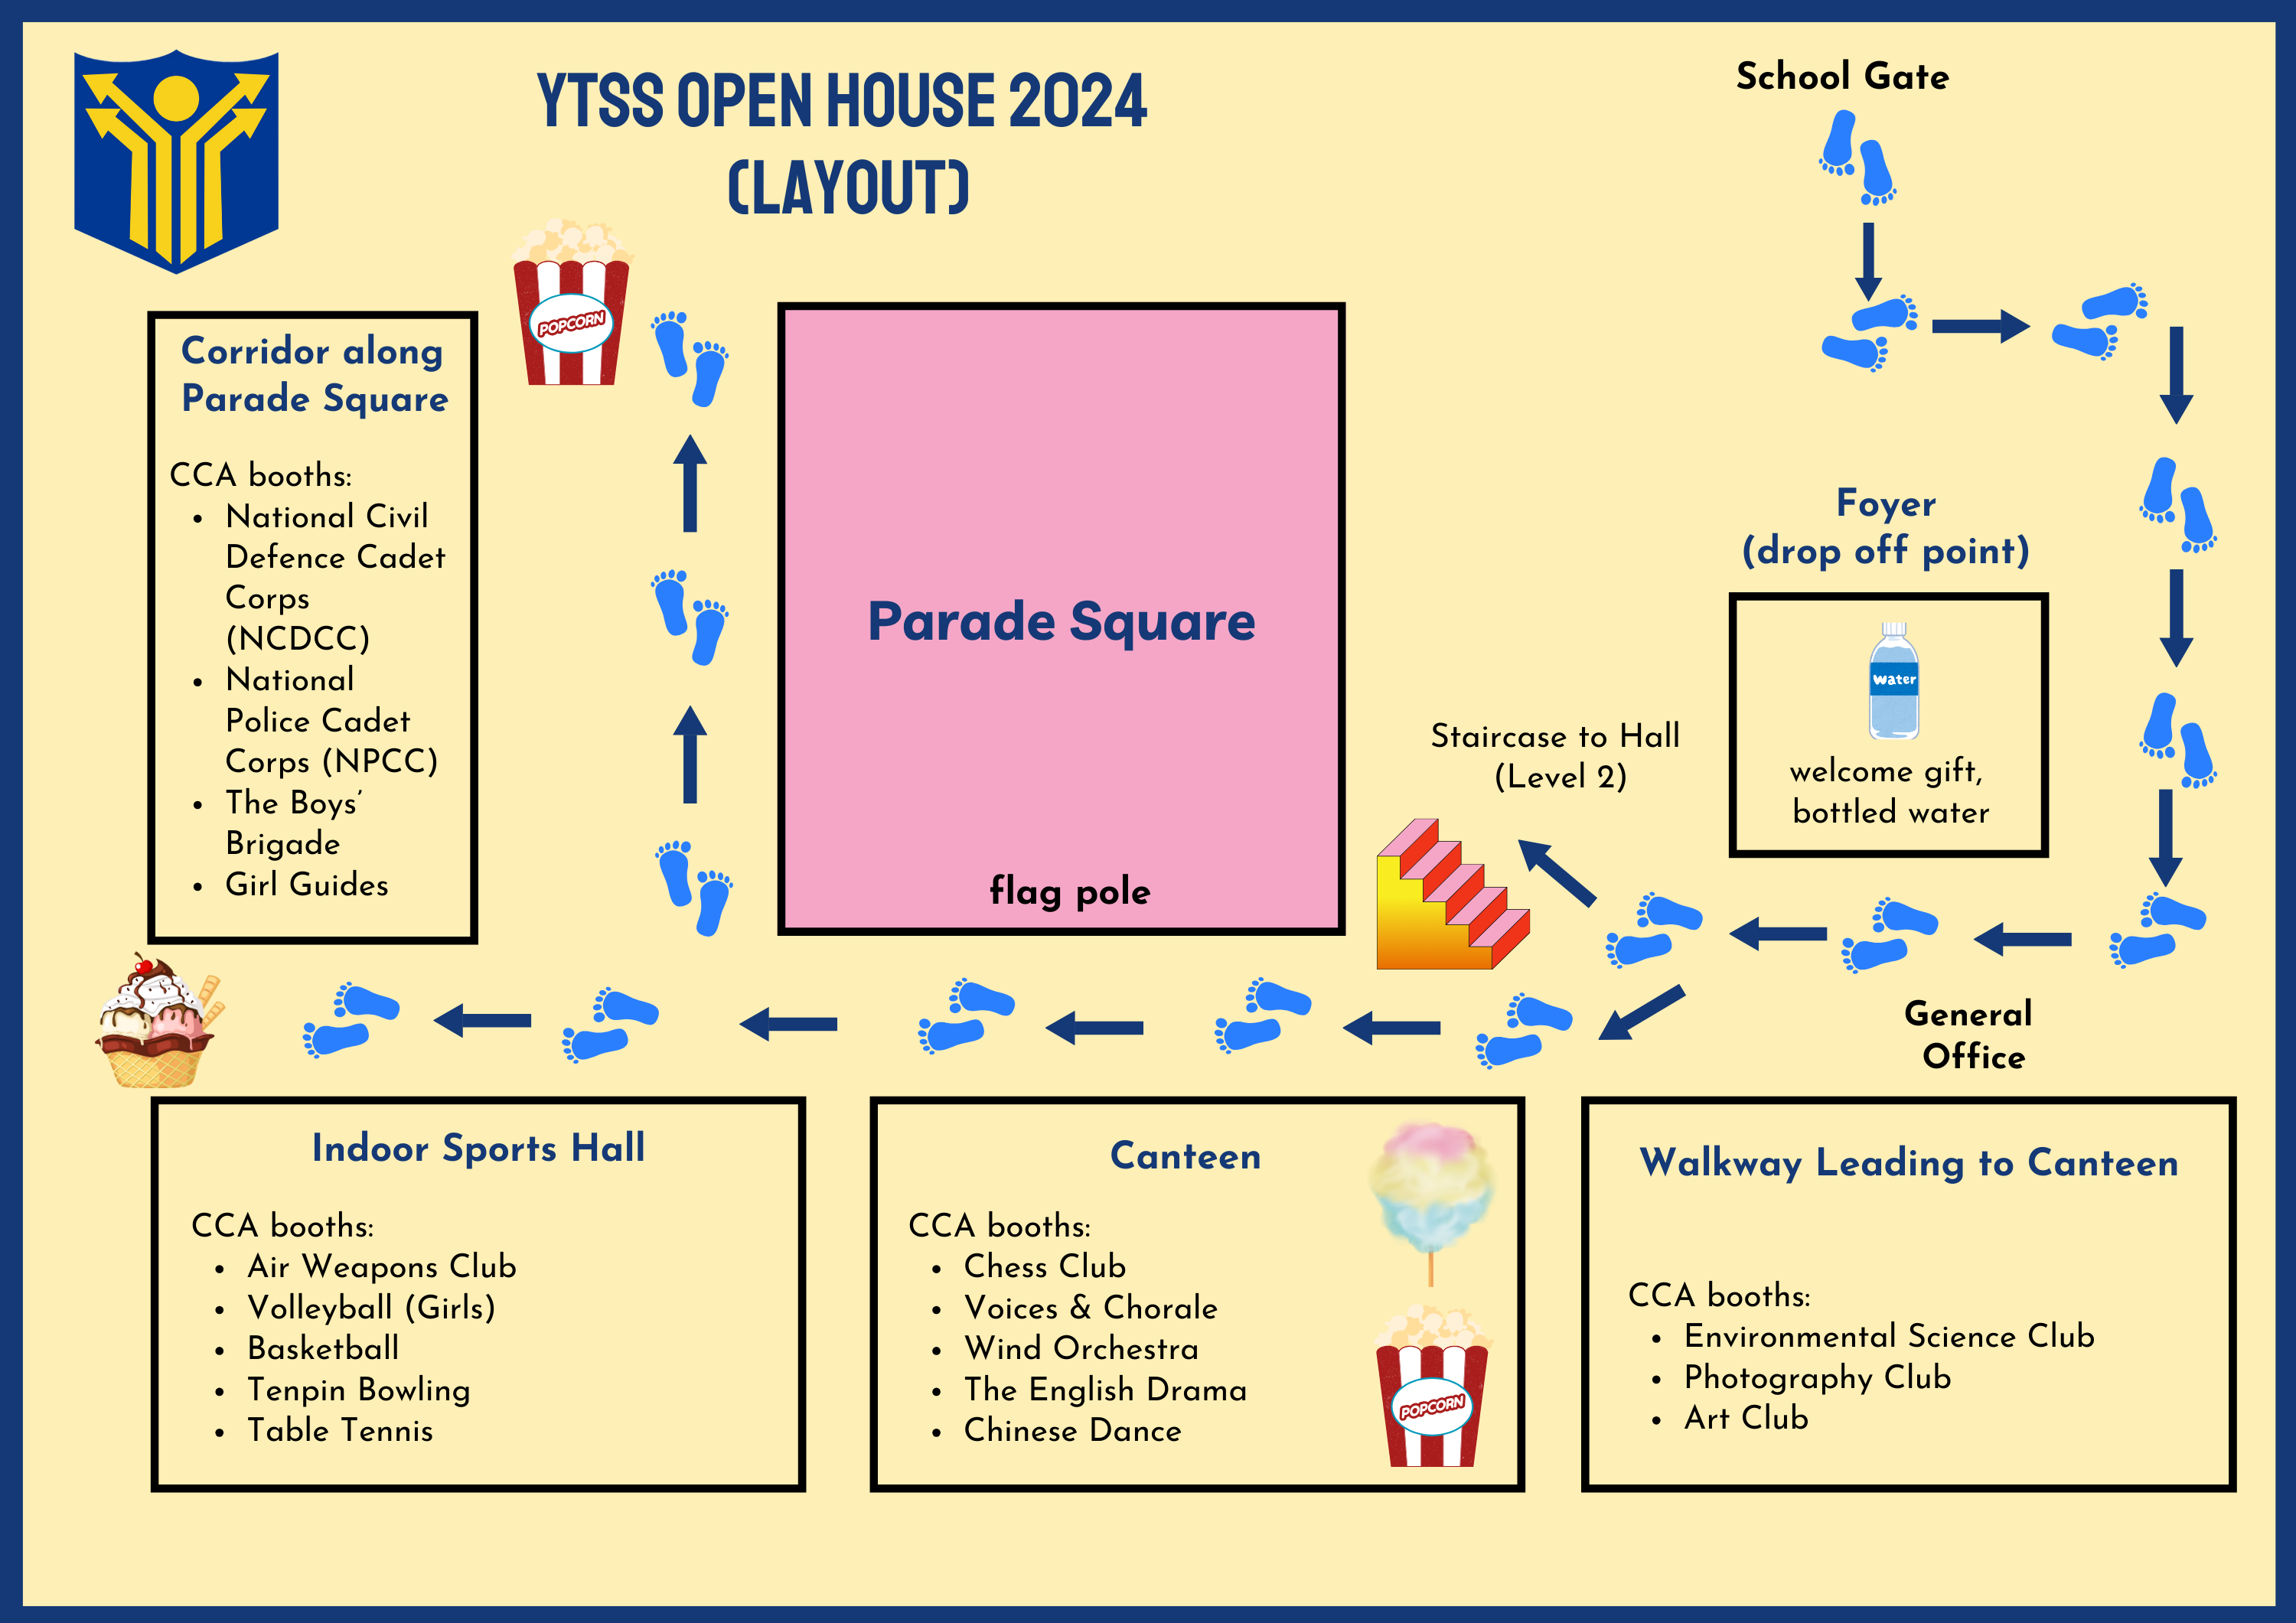 YTSS OPEN HOUSE 2024
(LAYOUT)
School Gate
POPCORN
Corridor along
Parade Square
CCA booths:
• National Civil
Defence Cadet
Corps
(NCDCC)
• National
Police Cadet
Corps (NPCC)
• The Boys’
Brigade
• Girl Guides
Parade Square
flag pole
Foyer
(drop off point)
Water
welcome gift,
bottled water
Staircase to Hall
(Level 2)
General
Office
Indoor Sports Hall
CCA booths:
• Air Weapons Club
• Volleyball (Girls)
• Basketball
• Tenpin Bowling
• Table Tennis
Canteen
CCA booths:
• Chess Club
• Voices & Chorale
• Wind Orchestra
• The English Drama
• Chinese Dance
POPCORN
Walkway Leading to Canteen
CCA booths:
• Environmental Science Club
• Photography Club
• Art Club